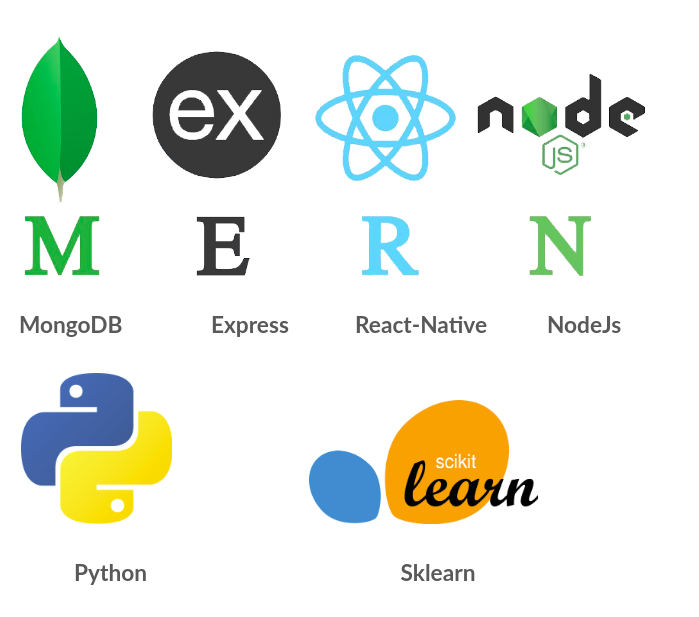 ex
node
JS
M E R N
MongoDB Express React-Native NodeJs
scikit
learn
Python Sklearn